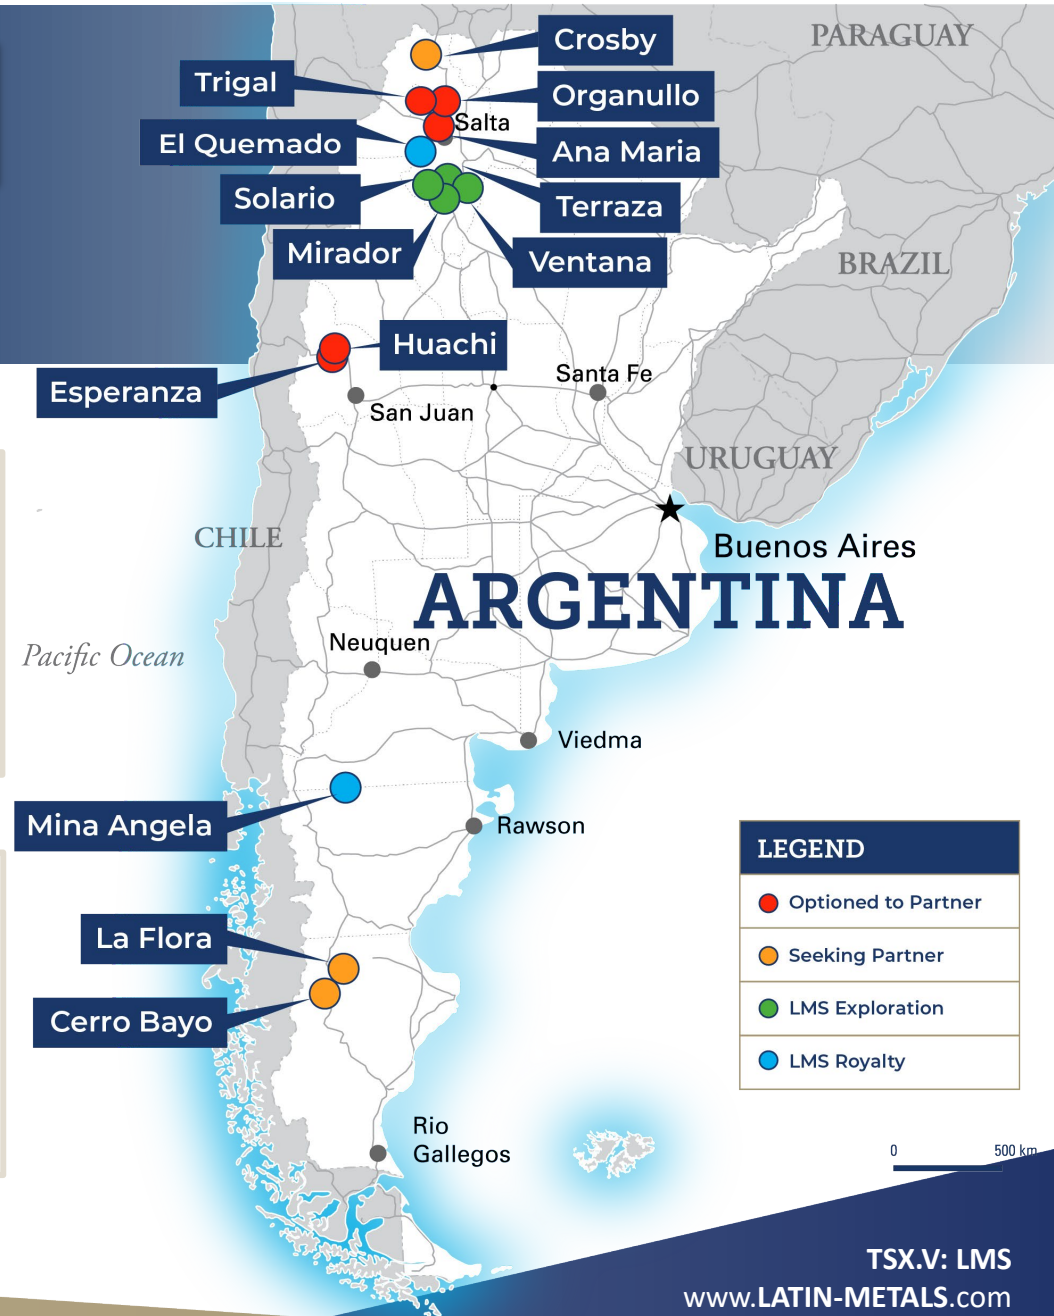 Crosby
PARAGUAY
Trigal
Organullo
Salta
El Quemado
Ana Maria
Solario
Terraza
Mirador
Ventana
BRAZIL
Huachi
Esperanza
Santa Fe
San Juan
URUGUAY
CHILE
Buenos Aires
ARGENTINA
Neuquen
Pacific Ocean
Viedma
Mina Angela
Rawson
LEGEND
Optioned to Partner
La Flora
Seeking Partner
LMS Exploration
Cerro Bayo
LMS Royalty
Rio
Gallegos
0 500 km
TSX.V: LMS
www.LATIN-METALS.com